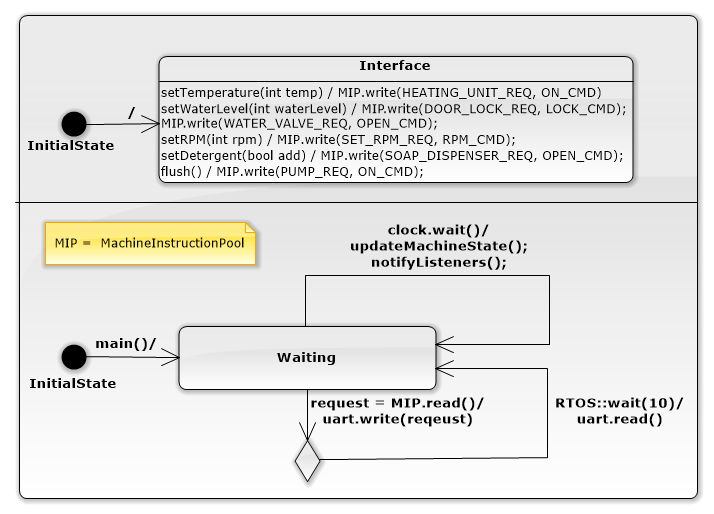 Interface
setTemperature(int temp) / MIP.write(HEATING_UNIT_REQ, ON_CMD)
setWaterLevel(int waterLevel) / MIP.write(DOOR_LOCK_REQ, LOCK_CMD);
MIP.write(WATER_VALVE_REQ, OPEN_CMD);
setRPM(int rpm) / MIP.write(SET_RPM_REQ, RPM_CMD);
setDetergent(bool add) / MIP.write(SOAP_DISPENSER_REQ, OPEN_CMD);
flush() / MIP.write(PUMP_REQ, ON_CMD);
/
InitialState
MIP = MachineInstructionPool
clock.wait()/
updateMachineState();
notifyListeners();
main()/
InitialState
Waiting
request = MIP.read()/
uart.write(reqeust)
RTOS::wait(10)/
uart.read()